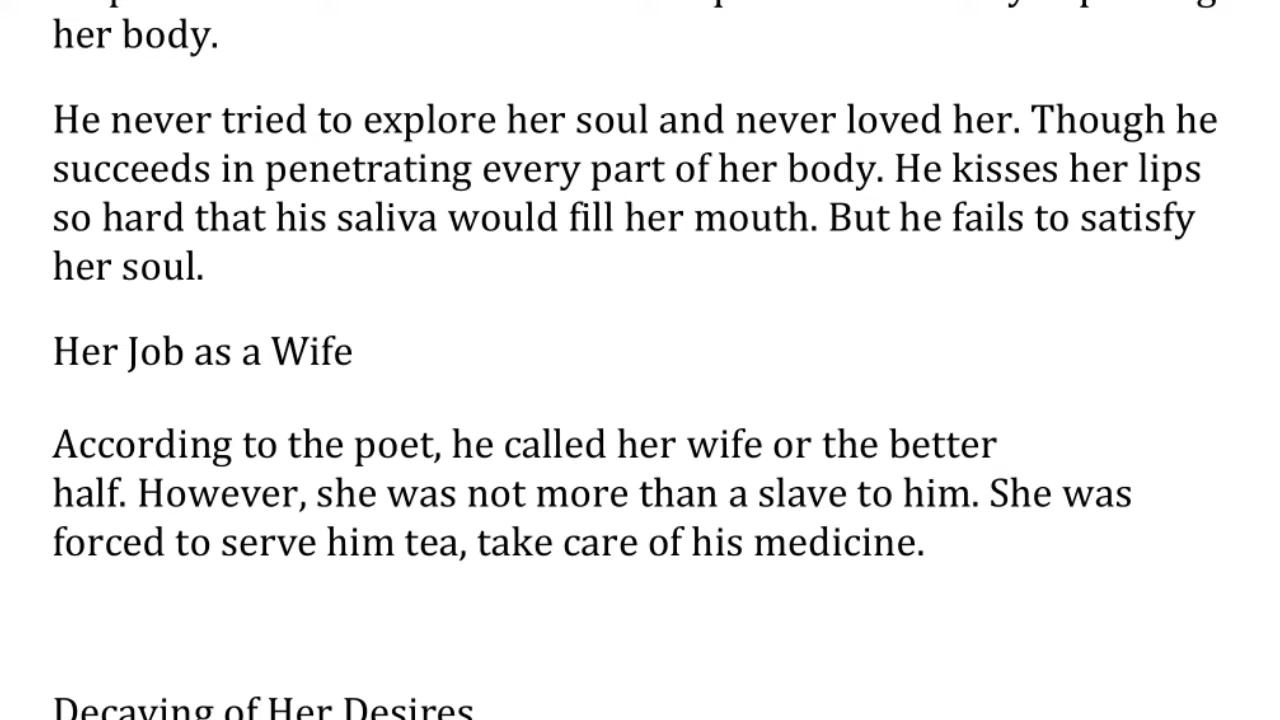 her body.
He never tried to explore her soul and never loved her. Though he
succeeds in penetrating every part of her body. He kisses her lips
so hard that his saliva would fill her mouth. But he fails to satisfy
her soul.
Her Job as a Wife
According to the poet, he called her wife or the better
half. However, she was not more than a slave to him. She was
forced to serve him tea, take care of his medicine.
Decaying of Her Desires